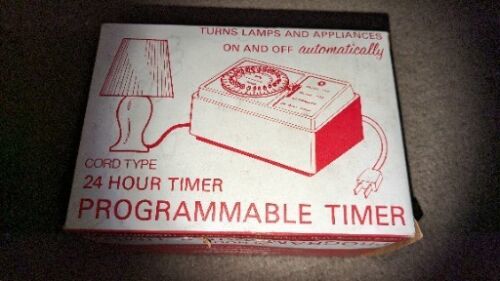 TURNS LAMPS AND APPLIANCES
ON AND OFF automatically
CORD TYPE
24 HOUR TIMER
PROGRAMMABLE TIMER